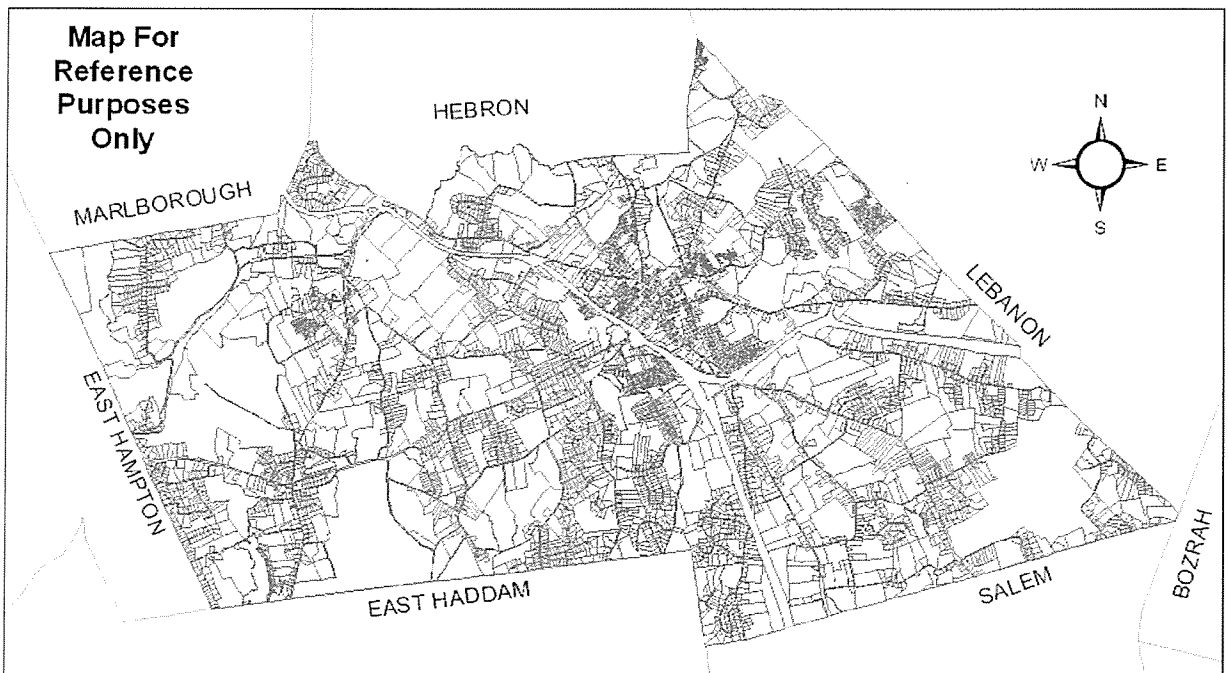 Map For
Reference
Purposes
Only
HEBRON
N
W E
S
MARLBOROUGH
LEBANON
EAST HAMPTON
EAST HADDAM
SALEM
BOZRAH